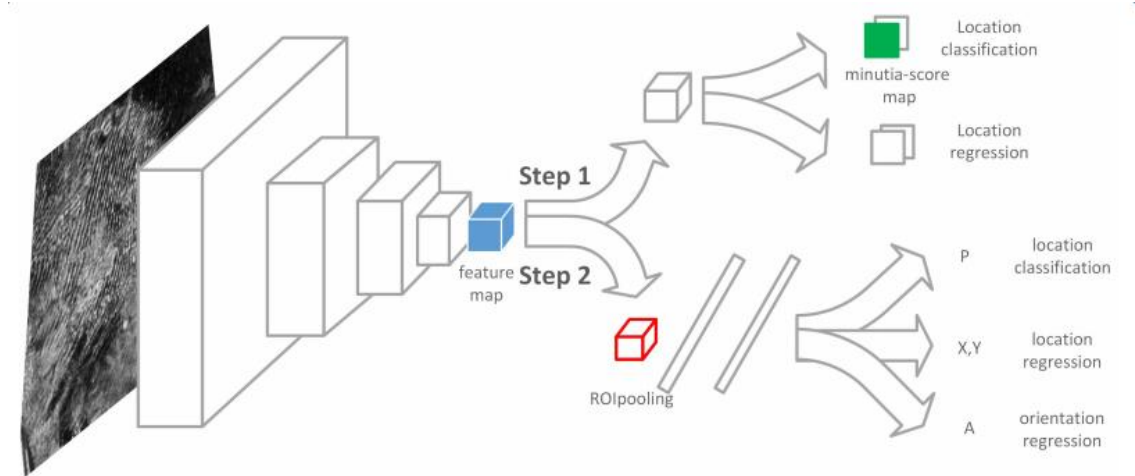 Location
classification
minutia-score
map
Location
regression
Step 1
feature
map
Step 2
ROIpooling
P
location
classification
X,Y
location
regression
A
orientation
regression